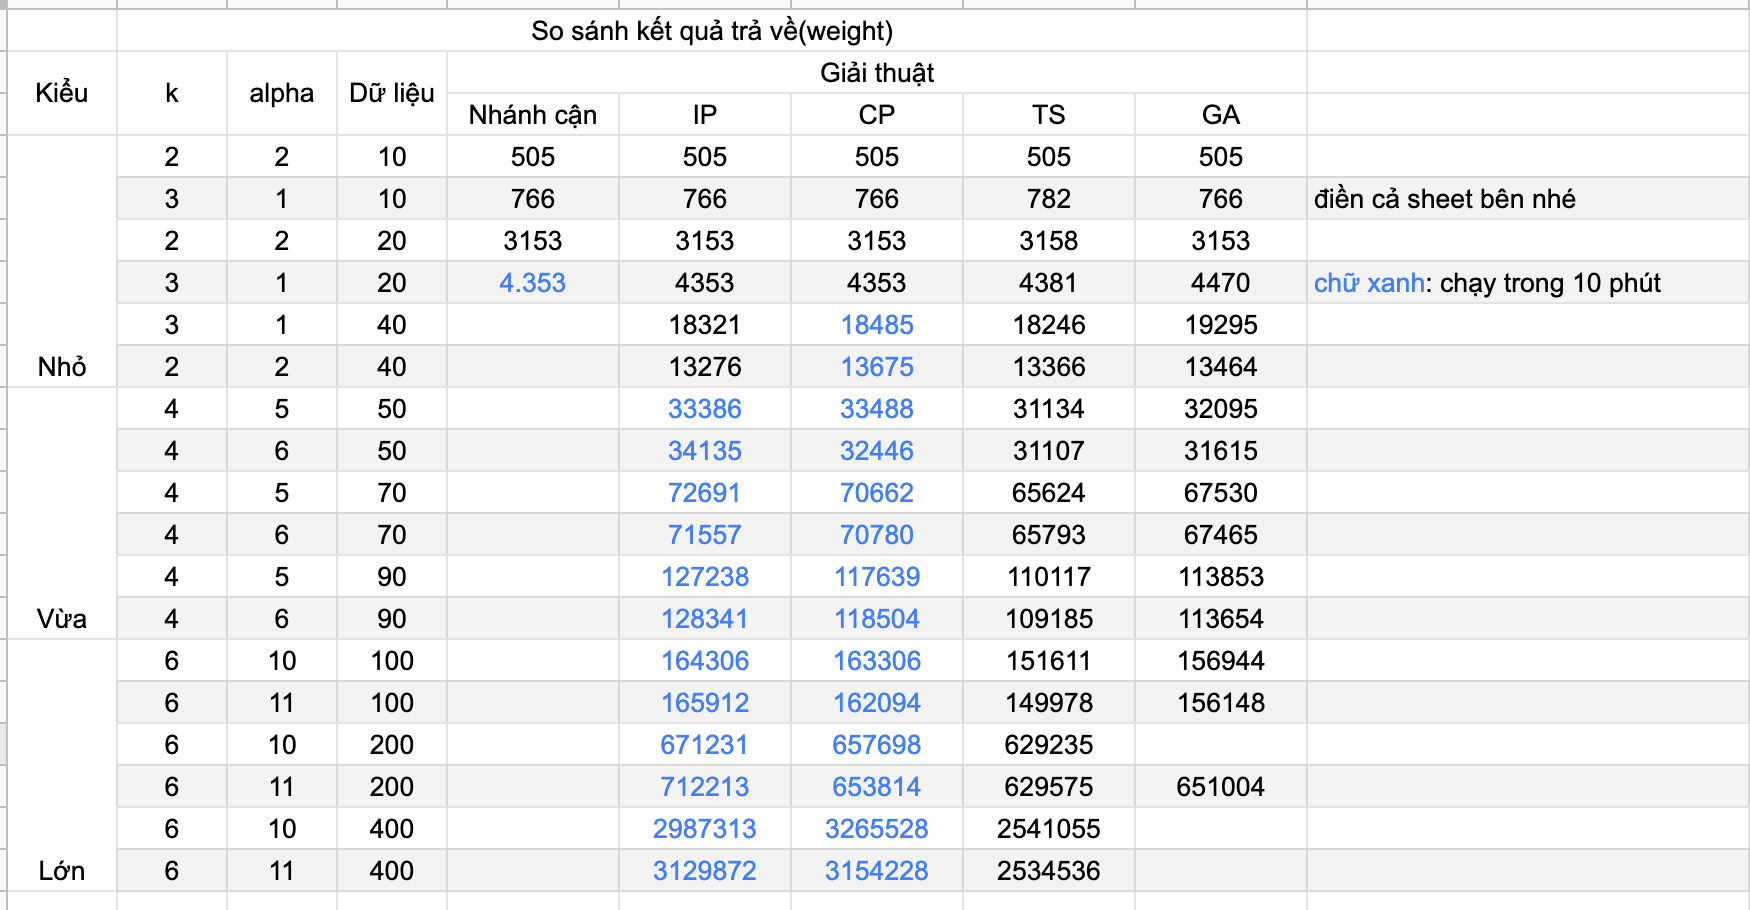 So sánh kết quả trả về(weight)
Kiểu k alpha Dữ liệu Giải thuật
Nhánh cận IP CP TS GA
2 2 10 505 505 505 505 505
3 1 10 766 766 766 782 766 điền cả sheet bên nhé
2 2 20 3153 3153 3153 3158 3153
3 1 20 4.353 4353 4353 4381 4470 chữ xanh: chạy trong 10 phút
3 1 40 18321 18485 18246 19295
Nhỏ 2 2 40 13276 13675 13366 13464
4 5 50 33386 33488 31134 32095
4 6 50 34135 32446 31107 31615
4 5 70 72691 70662 65624 67530
4 6 70 71557 70780 65793 67465
4 5 90 127238 117639 110117 113853
Vừa 4 6 90 128341 118504 109185 113654
6 10 100 164306 163306 151611 156944
6 11 100 165912 162094 149978 156148
6 10 200 671231 657698 629235
6 11 200 712213 653814 629575 651004
6 10 400 2987313 3265528 2541055
Lớn 6 11 400 3129872 3154228 2534536